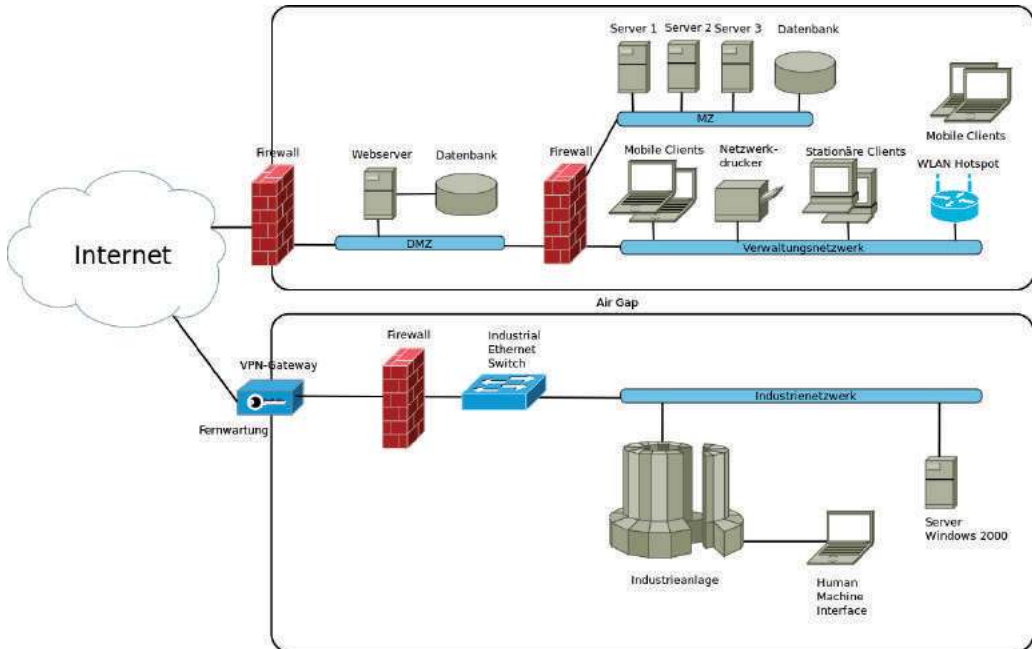 Server 1
Server 2
Server 3
Datenbank
MZ
Mobile Clients
Firewall
Webserver
Datenbank
Firewall
Mobile Clients
Netzwerk-
drucker
Stationäre Clients
WLAN Hotspot
Internet
DMZ
Verwaltungsnetzwerk
Air Gap
Firewall
Industrial
Ethernet
Switch
VPN-Gateway
Industrienetzwerk
Fernwartung
Server
Windows 2000
Industrieanlage
Human
Machine
Interface